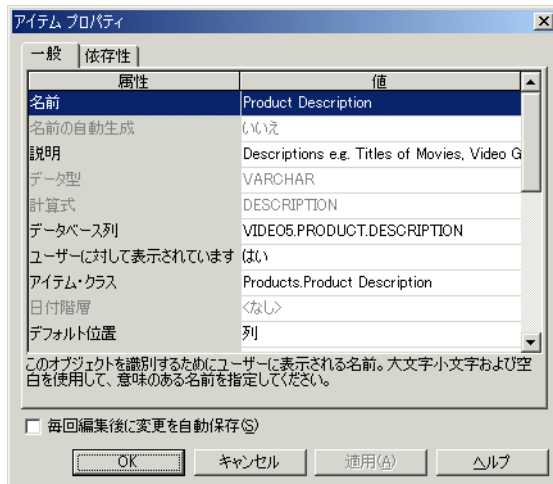 アイテム プロパティ
一般 依存性
属性 値
名前 Product Description
名前の自動生成 いいえ
説明 Descriptions e.g. Titles of Movies, Video G
データ型 VARCHAR
計算式 DESCRIPTION
データベース列 VIDEO5.PRODUCT.DESCRIPTION
ユーザーに対して表示されています はい
アイテム・クラス Products.Product Description
日付階層 <なし>
デフォルト位置 列
このオブジェクトを識別するためにユーザーに表示される名前。大文字小文字および空
白を使用して、意味のある名前を指定してください。
毎回編集後に変更を自動保存(S)
OK キャンセル 適用(A) ヘルプ